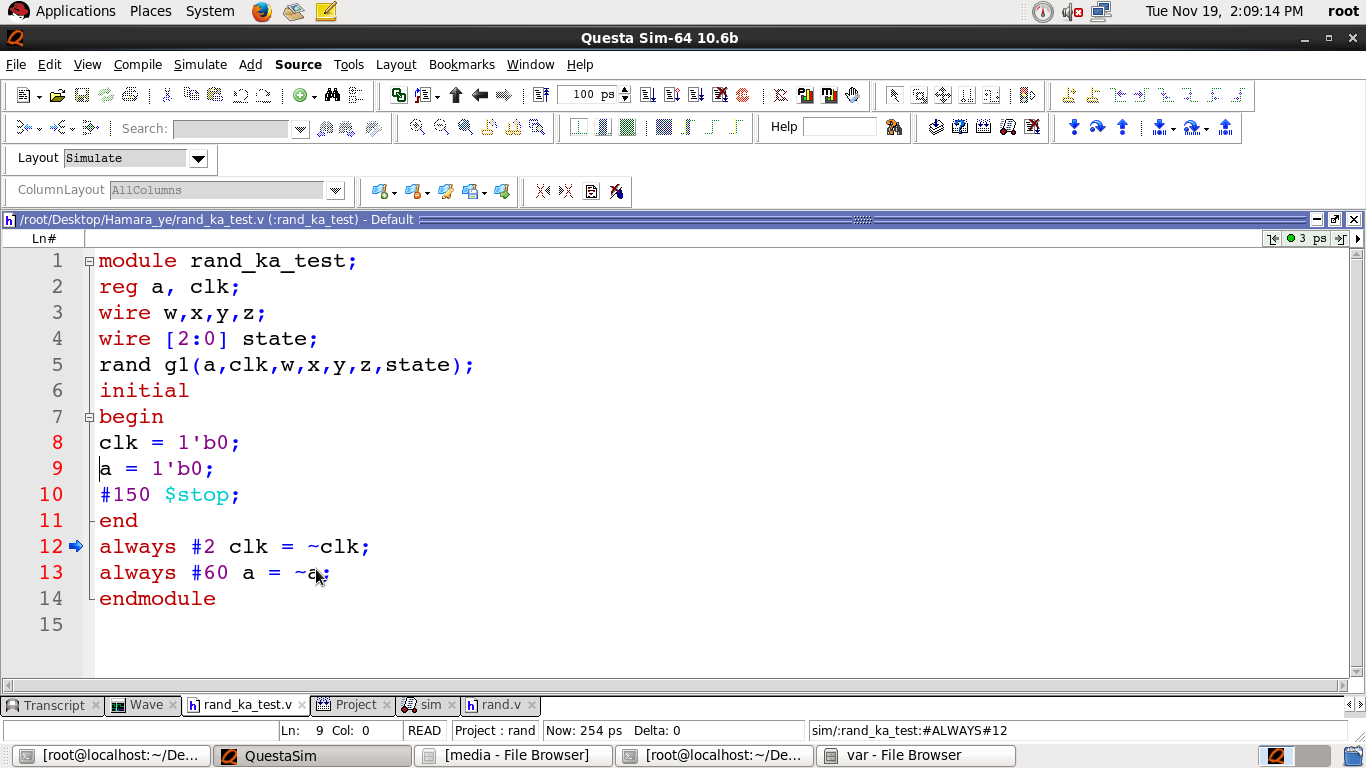 Applications Places System Tue Nov 19, 2:09:14 PM root
Questa Sim-64 10.6b
File Edit View Compile Simulate Add Source Tools Layout Bookmarks Window Help
100 ps
Search: Help
Layout Simulate
ColumnLayout AllColumns
/root/Desktop/Hamara_ye/rand_ka_test.v (:rand_ka_test) - Default
Ln# 3 ps
1 module rand_ka_test;
2 reg a, clk;
3 wire w,x,y,z;
4 wire [2:0] state;
5 rand g1(a,clk,w,x,y,z,state);
6 initial
7 begin
8 clk = 1'b0;
9 a = 1'b0;
10 #150 $stop;
11 end
12 always #2 clk = ~clk;
13 always #60 a = ~a;
14 endmodule
15
Transcript Wave rand_ka_test.v Project sim rand.v
Ln: 9 Col: 0 READ Project : rand Now: 254 ps Delta: 0 sim/:rand_ka_test:#ALWAYS#12
[root@localhost:~/De... QuestaSim [media - File Browser] [root@localhost:~/De... var - File Browser